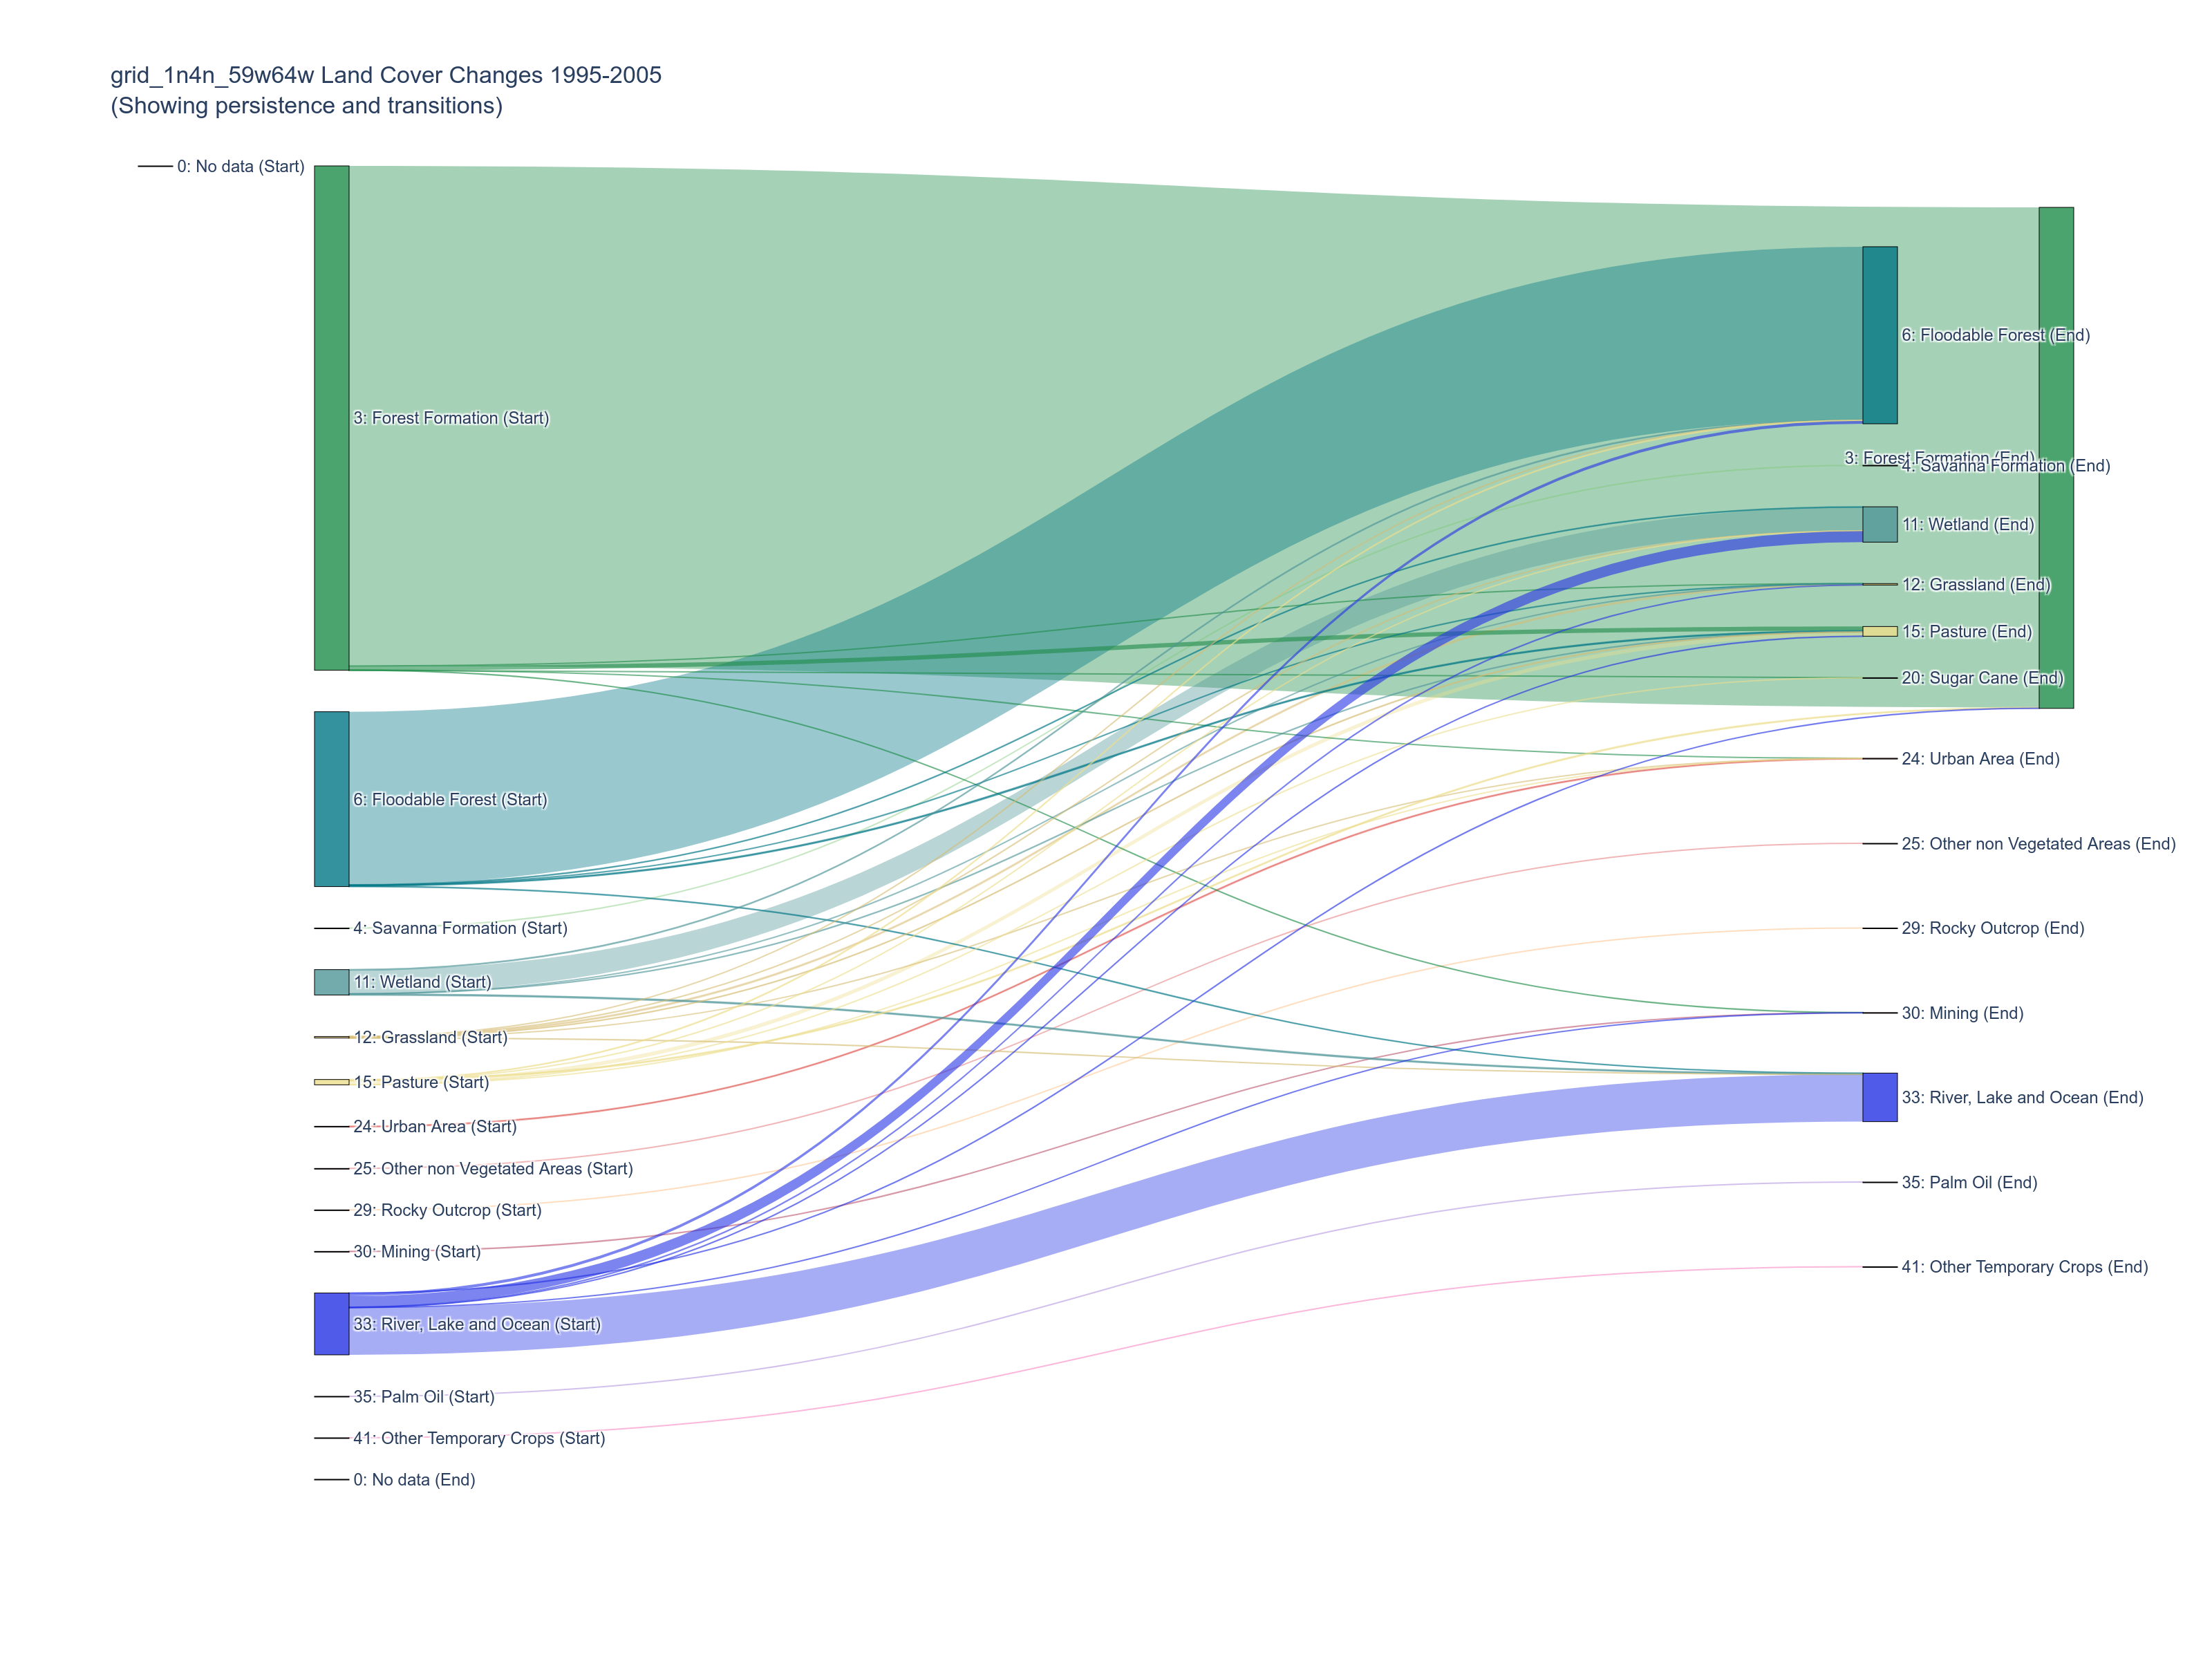 grid_1n4n_59w64w Land Cover Changes 1995-2005
(Showing persistence and transitions)
0: No data (Start)
3: Forest Formation (Start)
6: Floodable Forest (Start)
4: Savanna Formation (Start)
11: Wetland (Start)
12: Grassland (Start)
15: Pasture (Start)
24: Urban Area (Start)
25: Other non Vegetated Areas (Start)
29: Rocky Outcrop (Start)
30: Mining (Start)
33: River, Lake and Ocean (Start)
35: Palm Oil (Start)
41: Other Temporary Crops (Start)
0: No data (End)
6: Floodable Forest (End)
3: Forest Formation (End)
4: Savanna Formation (End)
11: Wetland (End)
12: Grassland (End)
15: Pasture (End)
20: Sugar Cane (End)
24: Urban Area (End)
25: Other non Vegetated Areas (End)
29: Rocky Outcrop (End)
30: Mining (End)
33: River, Lake and Ocean (End)
35: Palm Oil (End)
41: Other Temporary Crops (End)